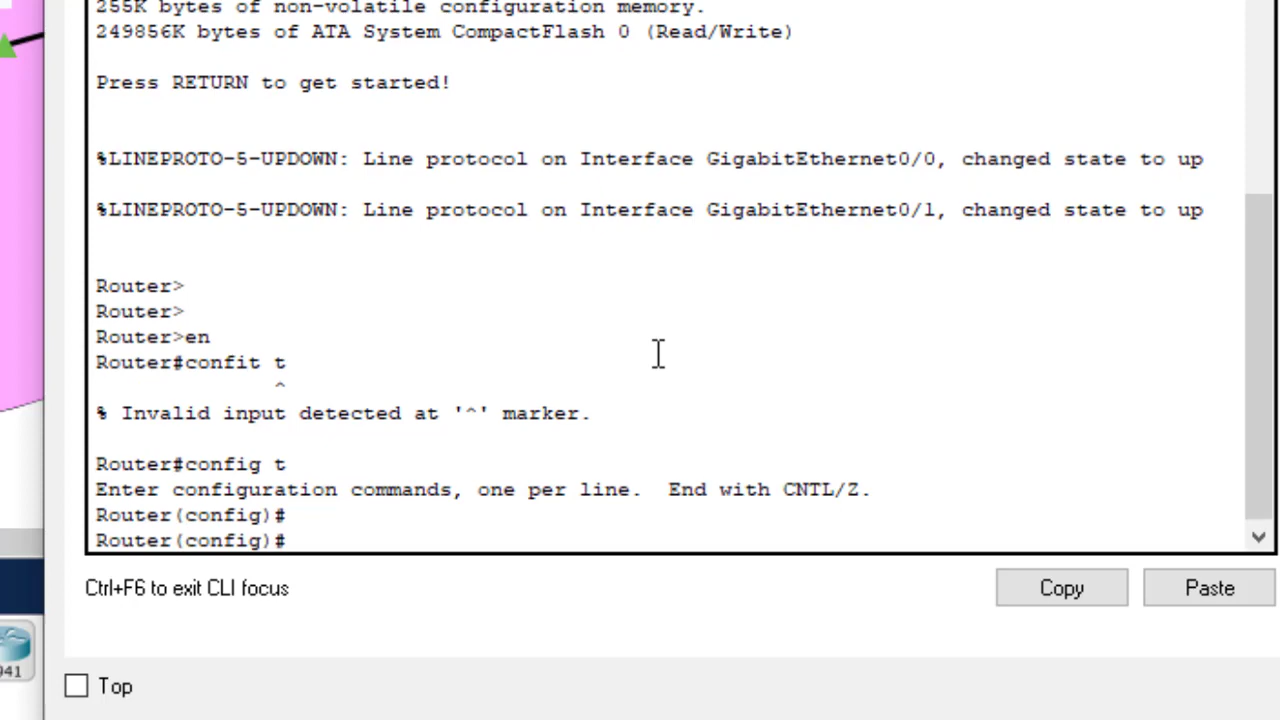 255K bytes of non-volatile configuration memory.
249856K bytes of ATA System CompactFlash 0 (Read/Write)
Press RETURN to get started!
%LINEPROTO-5-UPDOWN: Line protocol on Interface GigabitEthernet0/0, changed state to up
%LINEPROTO-5-UPDOWN: Line protocol on Interface GigabitEthernet0/1, changed state to up
Router>
Router>
Router>en
Router#confit t
^
% Invalid input detected at '^' marker.
Router#config t
Enter configuration commands, one per line.  End with CNTL/Z.
Router(config)#
Router(config)#
Ctrl+F6 to exit CLI focus
Copy
Paste
941
Top